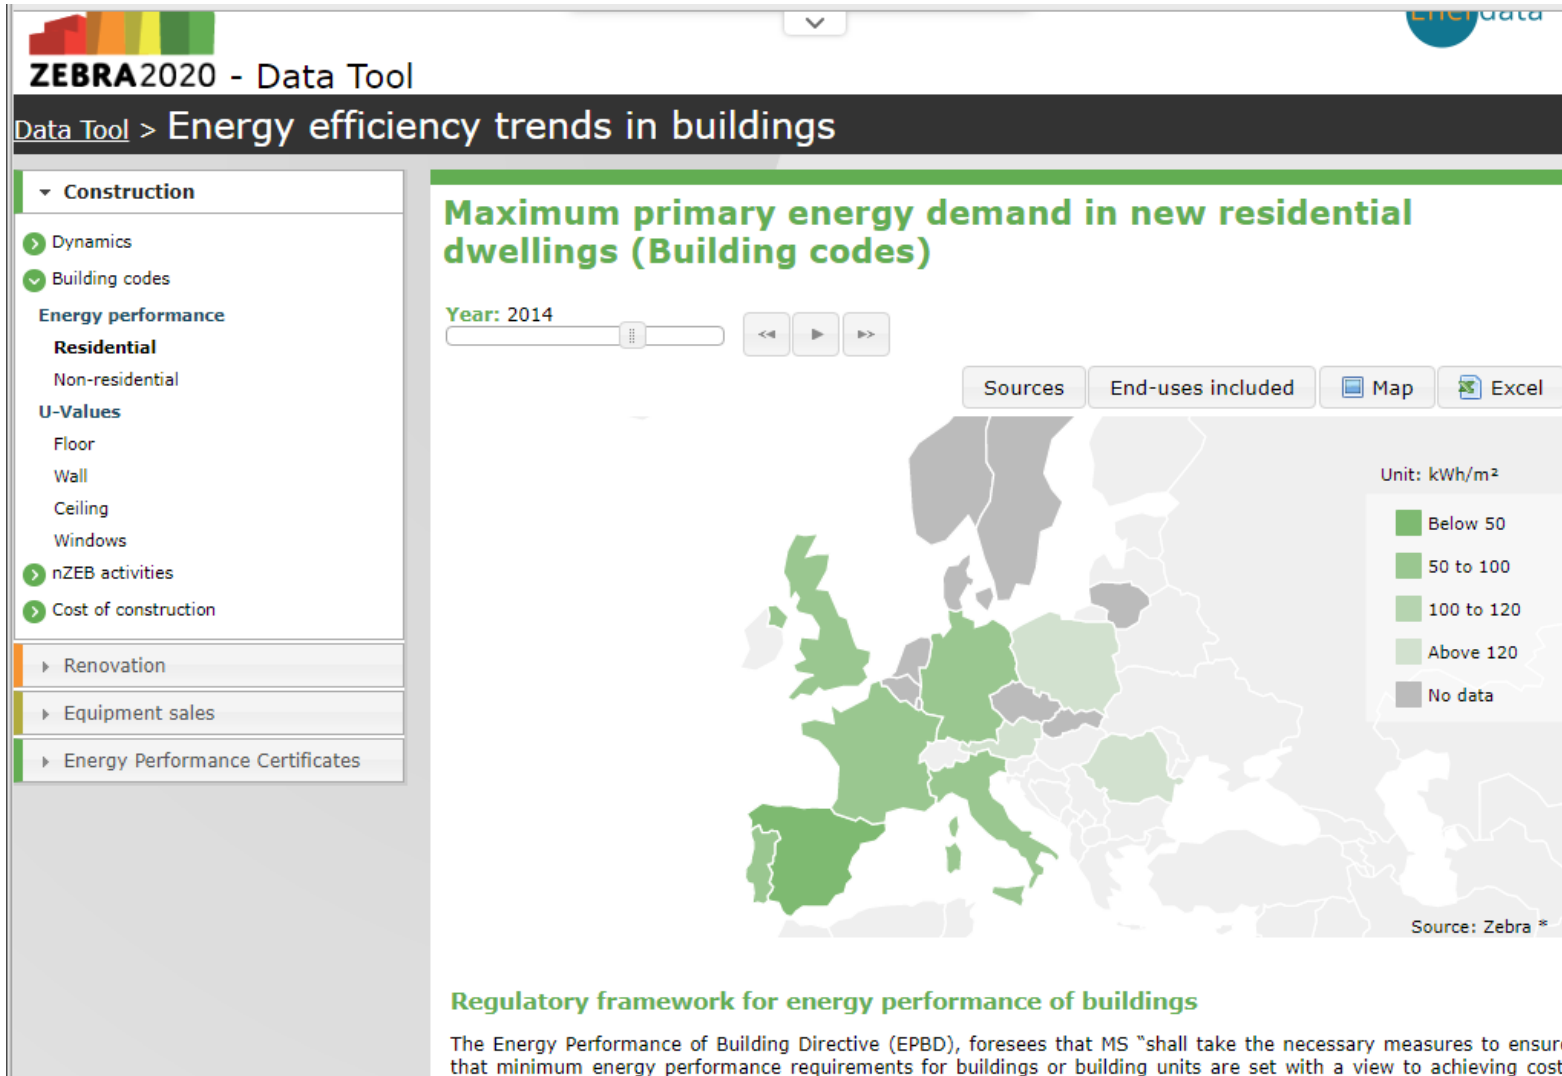 Enerdata
ZEBRA2020 - Data Tool
Data Tool > Energy efficiency trends in buildings
Construction
Dynamics
Building codes
Energy performance
Residential
Non-residential
U-Values
Floor
Wall
Ceiling
Windows
nZEB activities
Cost of construction
Renovation
Equipment sales
Energy Performance Certificates
Maximum primary energy demand in new residential
dwellings (Building codes)
Year: 2014
Sources
End-uses included
Map
Excel
Unit: kWh/m²
Below 50
50 to 100
100 to 120
Above 120
No data
Source: Zebra *
Regulatory framework for energy performance of buildings
The Energy Performance of Building Directive (EPBD), foresees that MS "shall take the necessary measures to ensure
that minimum energy performance requirements for buildings or building units are set with a view to achieving cost